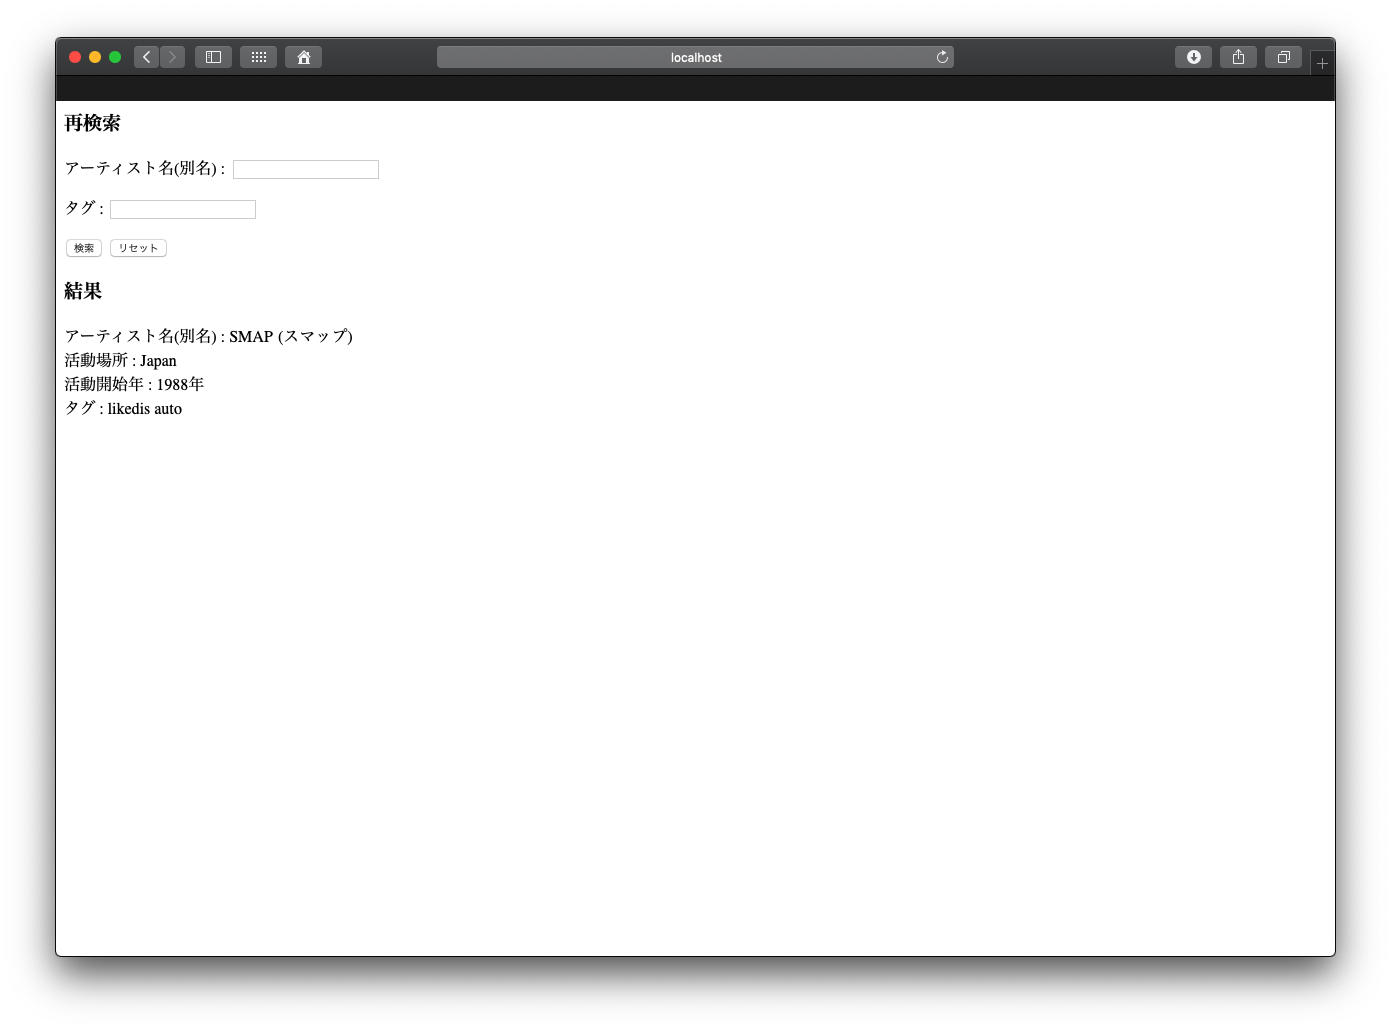 localhost
再検索
アーティスト名(別名) :
タグ :
検索 リセット
結果
アーティスト名(別名) : SMAP (スマップ)
活動場所 : Japan
活動開始年 : 1988年
タグ : likedis auto